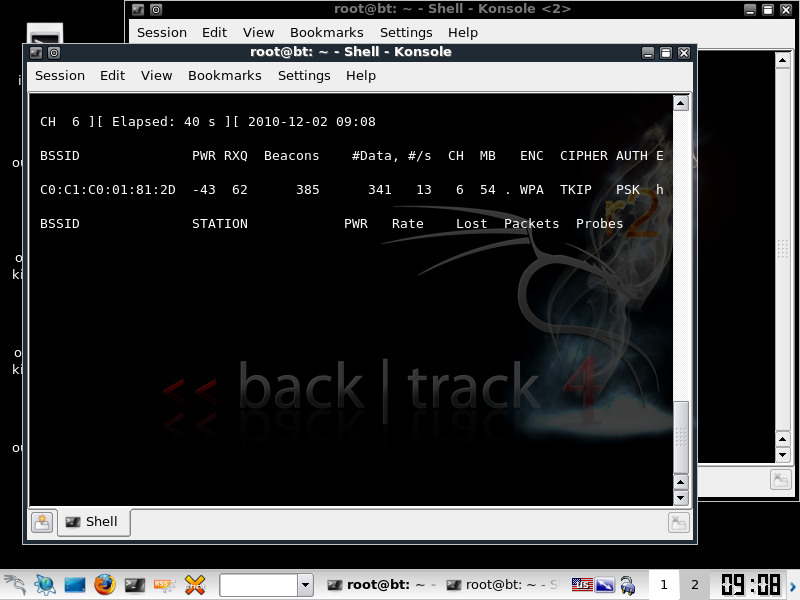 root@bt: ~ - Shell - Konsole <2>
Session Edit View Bookmarks Settings Help
root@bt: ~ - Shell - Konsole
Session Edit View Bookmarks Settings Help
CH 6 ][ Elapsed: 40 s ][ 2010-12-02 09:08
BSSID PWR RXQ Beacons #Data, #/s CH MB ENC CIPHER AUTH E
C0:C1:C0:01:81:2D -43 62 385 341 13 6 54 . WPA TKIP PSK h
BSSID STATION PWR Rate Lost Packets Probes
r2
<< back | track 4
Shell
root@bt: ~ - root@bt: ~ - S 1 2 09:08